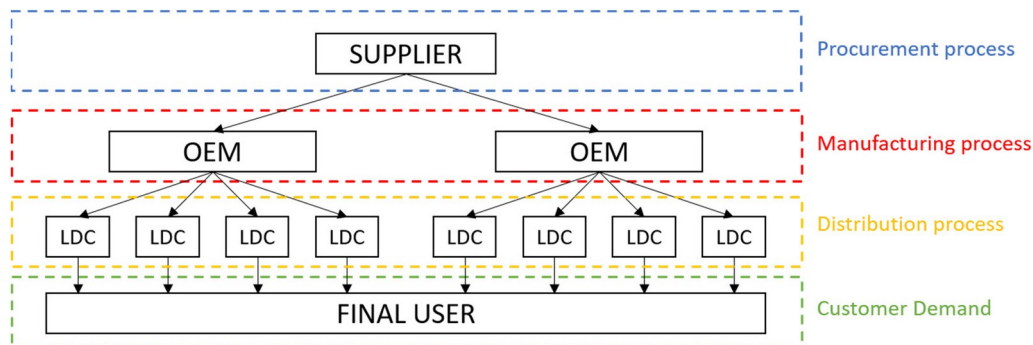 SUPPLIER
Procurement process
OEM
OEM
Manufacturing process
LDC
LDC
LDC
LDC
LDC
LDC
LDC
LDC
Distribution process
FINAL USER
Customer Demand